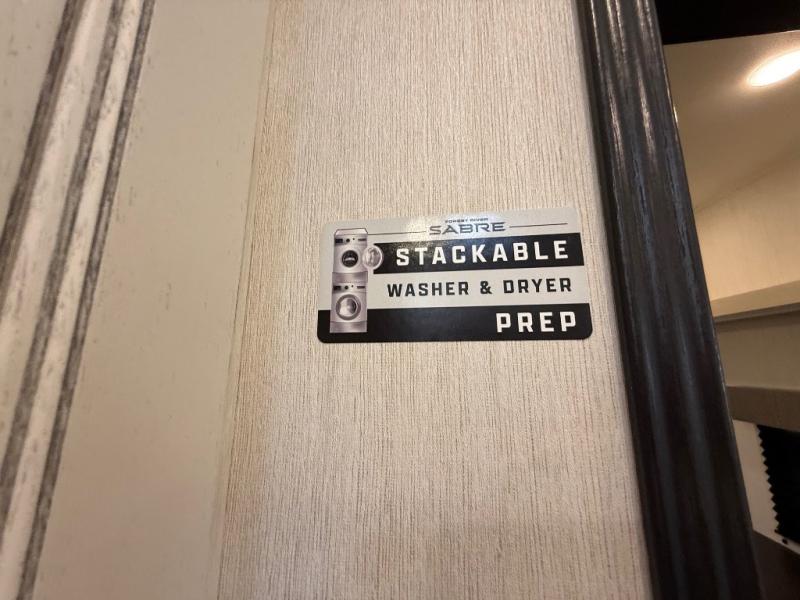 FOREST RIVER
SABRE
STACKABLE
WASHER & DRYER
PREP